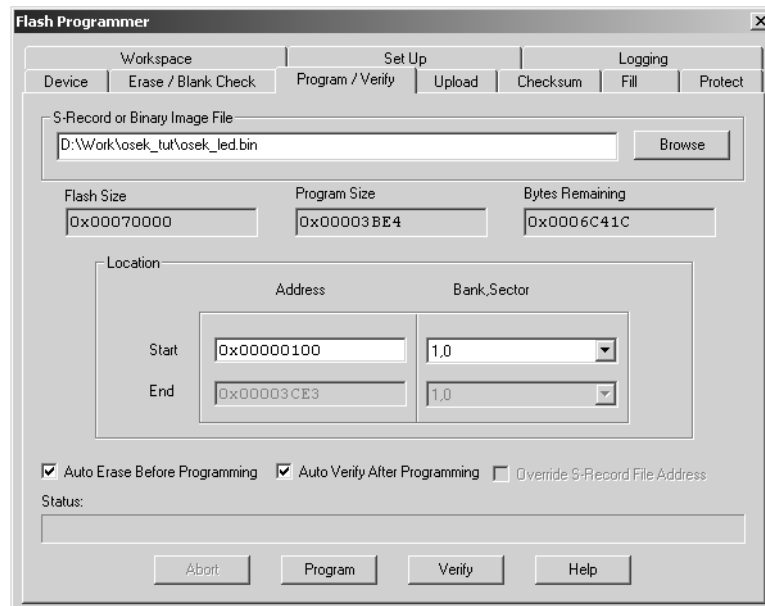 Flash Programmer
Workspace Set Up Logging
Device Erase / Blank Check Program / Verify Upload Checksum Fill Protect
S-Record or Binary Image File
D:\Work\osek_tut\osek_led.bin Browse
Flash Size Program Size Bytes Remaining
0x00070000 0x00003BE4 0x0006C41C
Location
Address Bank,Sector
Start 0x00000100 1,0
End 0x00003CE3 1,0
Auto Erase Before Programming Auto Verify After Programming Override S-Record File Address
Status:
Abort Program Verify Help